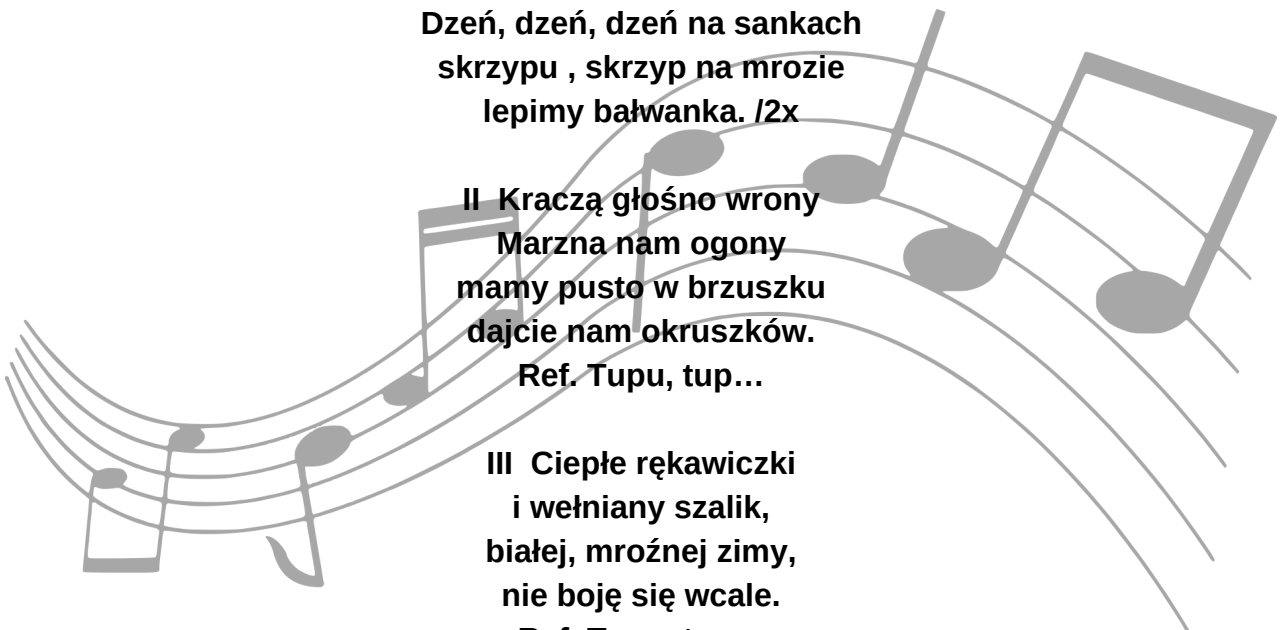 Dzeń, dzeń, dzeń na sankach
skrzypu , skrzyp na mrozie
lepimy bałwanka. /2x
II  Kraczą głośno wrony
Marzna nam ogony
mamy pusto w brzuszku
dajcie nam okruszków.
Ref. Tupu, tup…
III  Ciepłe rękawiczki
i wełniany szalik,
białej, mroźnej zimy,
nie boję się wcale.